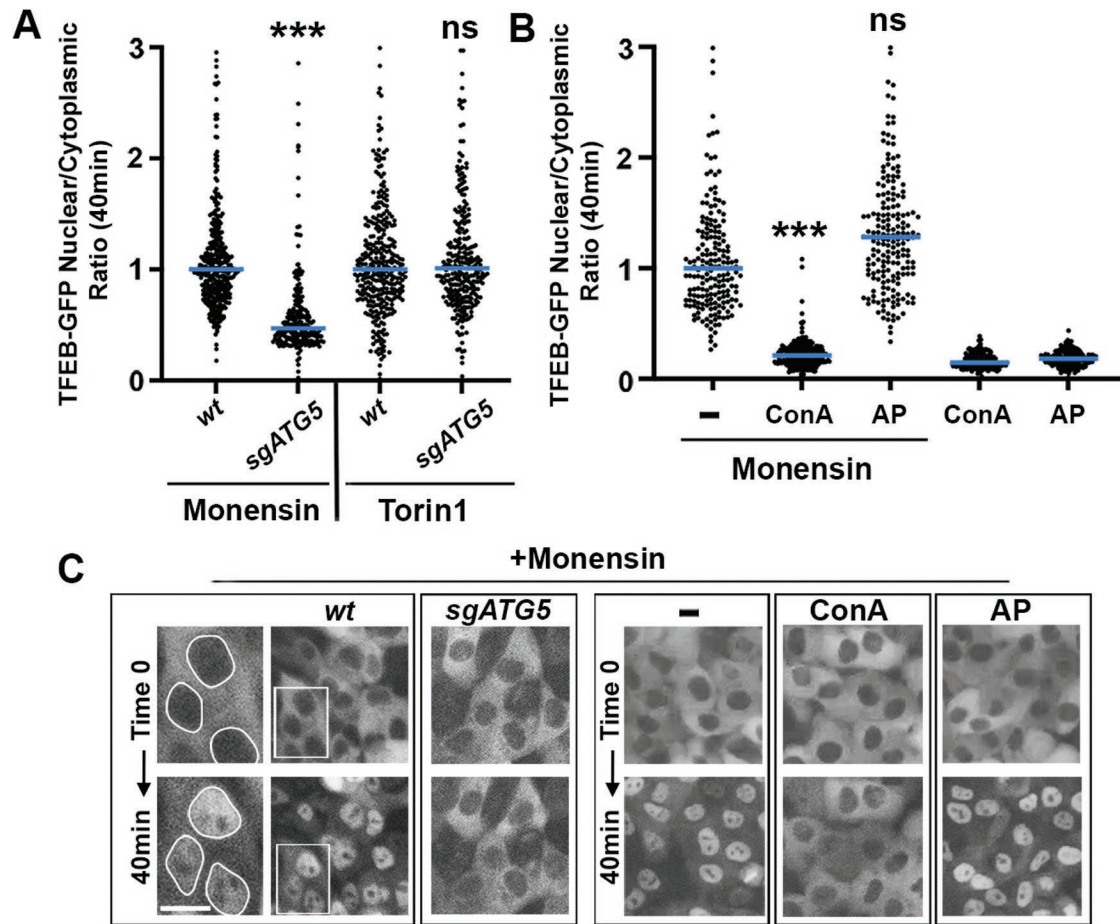 A
TFEB-GFP Nuclear/Cytoplasmic
Ratio (40min)
3
2
1
0
***
ns
wt
sgATG5
wt
sgATG5
Monensin
Torin1
B
TFEB-GFP Nuclear/Cytoplasmic
Ratio (40min)
3
2
1
0
***
ns
-
ConA
AP
ConA
AP
Monensin
C
+Monensin
wt
sgATG5
-
ConA
AP
Time 0
40min
Time 0
40min